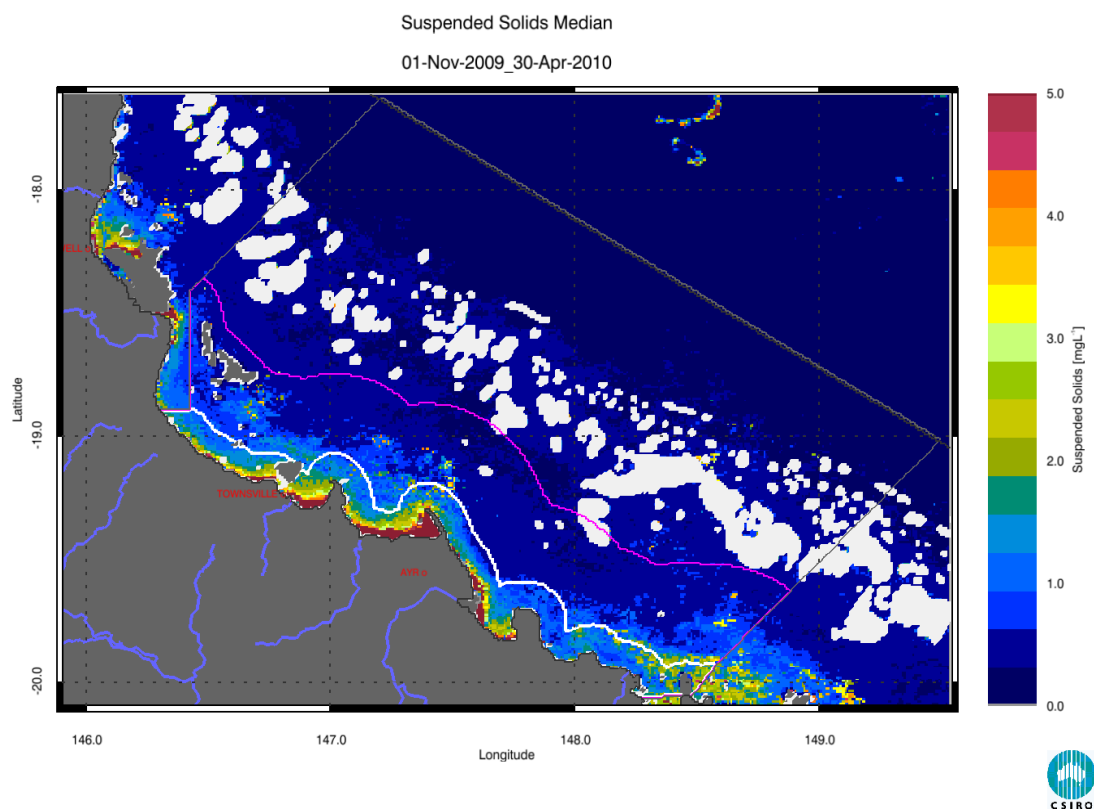 Suspended Solids Median
01-Nov-2009_30-Apr-2010
5.0
4.0
3.0
2.0
1.0
0.0
Suspended Solids [mgL⁻¹]
-18.0
-19.0
-20.0
Latitude
ELL
TOWNSVILLE
AYR o
146.0
147.0
148.0
149.0
Longitude
CSIRO